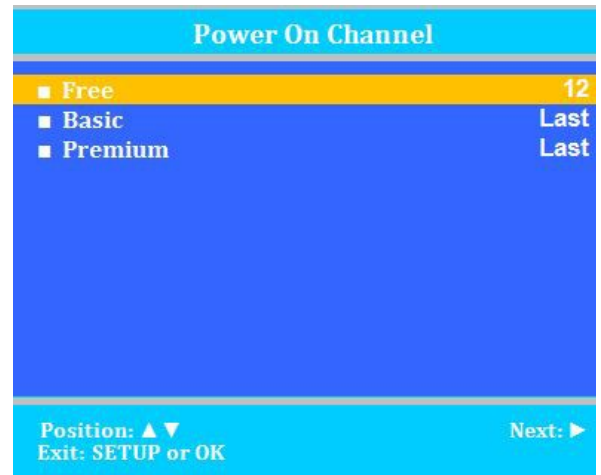 Power On Channel
■ Free 12
■ Basic Last
■ Premium Last
Position: ▲ ▼ Next: ►
Exit: SETUP or OK